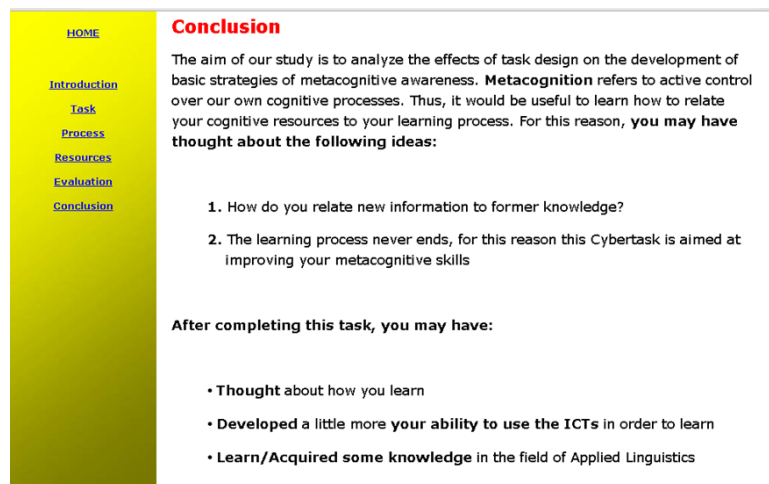 HOME
Introduction
Task
Process
Resources
Evaluation
Conclusion
Conclusion
The aim of our study is to analyze the effects of task design on the development of
basic strategies of metacognitive awareness. Metacognition refers to active control
over our own cognitive processes. Thus, it would be useful to learn how to relate
your cognitive resources to your learning process. For this reason, you may have
thought about the following ideas:
1. How do you relate new information to former knowledge?
2. The learning process never ends, for this reason this Cybertask is aimed at
improving your metacognitive skills
After completing this task, you may have:
• Thought about how you learn
• Developed a little more your ability to use the ICTs in order to learn
• Learn/Acquired some knowledge in the field of Applied Linguistics